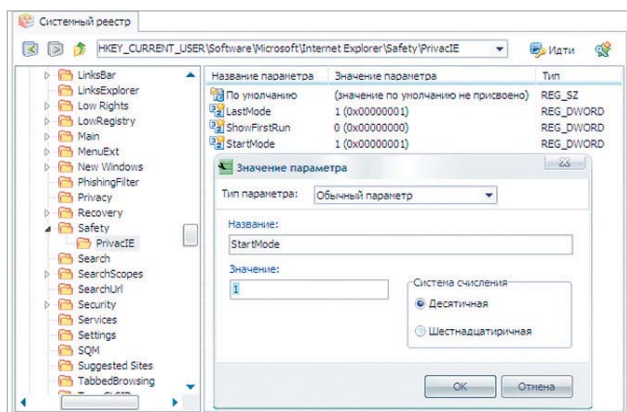 Системный реестр
HKEY_CURRENT_USER\Software\Microsoft\Internet Explorer\Safety\PrivacIE
Идти
LinksBar
LinksExplorer
Low Rights
LowRegistry
Main
MenuExt
New Windows
PhishingFilter
Privacy
Recovery
Safety
PrivacIE
Search
SearchScopes
SearchUrl
Security
Services
Settings
SQM
Suggested Sites
TabbedBrowsing
Название параметра Значение параметра Тип
По умолчанию (значение по умолчанию не присвоено) REG_SZ
LastMode 1 (0x00000001) REG_DWORD
ShowFirstRun 0 (0x00000000) REG_DWORD
StartMode 1 (0x00000001) REG_DWORD
Значение параметра
Тип параметра: Обычный параметр
Название:
StartMode
Значение:
1
Система счисления
Десятичная
Шестнадцатиричная
OK Отмена